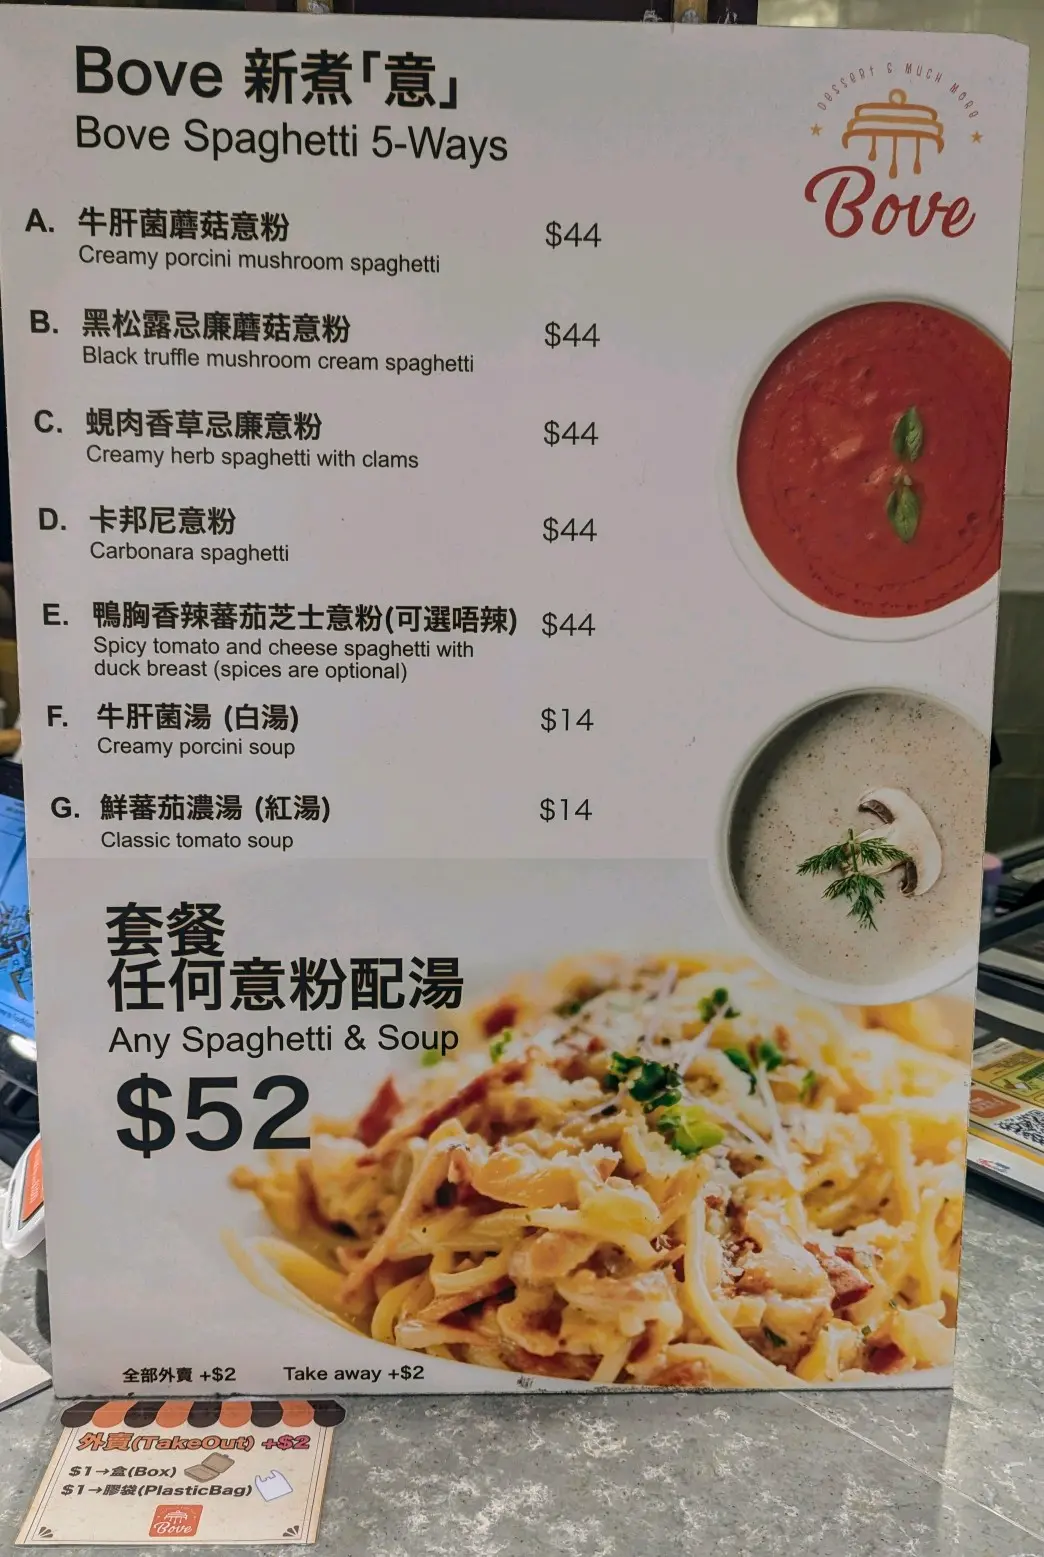 Bove 新煮「意」
Bove Spaghetti 5-Ways
Dessert & Much More
Bove
A. 牛肝菌蘑菇意粉 $44
Creamy porcini mushroom spaghetti
B. 黑松露忌廉蘑菇意粉 $44
Black truffle mushroom cream spaghetti
C. 蜆肉香草忌廉意粉 $44
Creamy herb spaghetti with clams
D. 卡邦尼意粉 $44
Carbonara spaghetti
E. 鴨胸香辣蕃茄芝士意粉(可選唔辣) $44
Spicy tomato and cheese spaghetti with
duck breast (spices are optional)
F. 牛肝菌湯 (白湯) $14
Creamy porcini soup
G. 鮮蕃茄濃湯 (紅湯) $14
Classic tomato soup
套餐
任何意粉配湯
Any Spaghetti & Soup
$52
全部外賣 +$2 Take away +$2
外賣(TakeOut) +$2
$1→盒(Box)
$1→膠袋(PlasticBag)
Bove